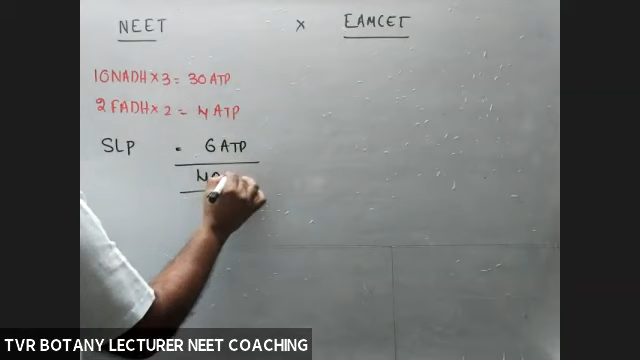 NEET x EAMCET
10NADH x 3 = 30 ATP
2 FADH x 2 = 4 ATP
SLP = 6 ATP
40
TVR BOTANY LECTURER NEET COACHING